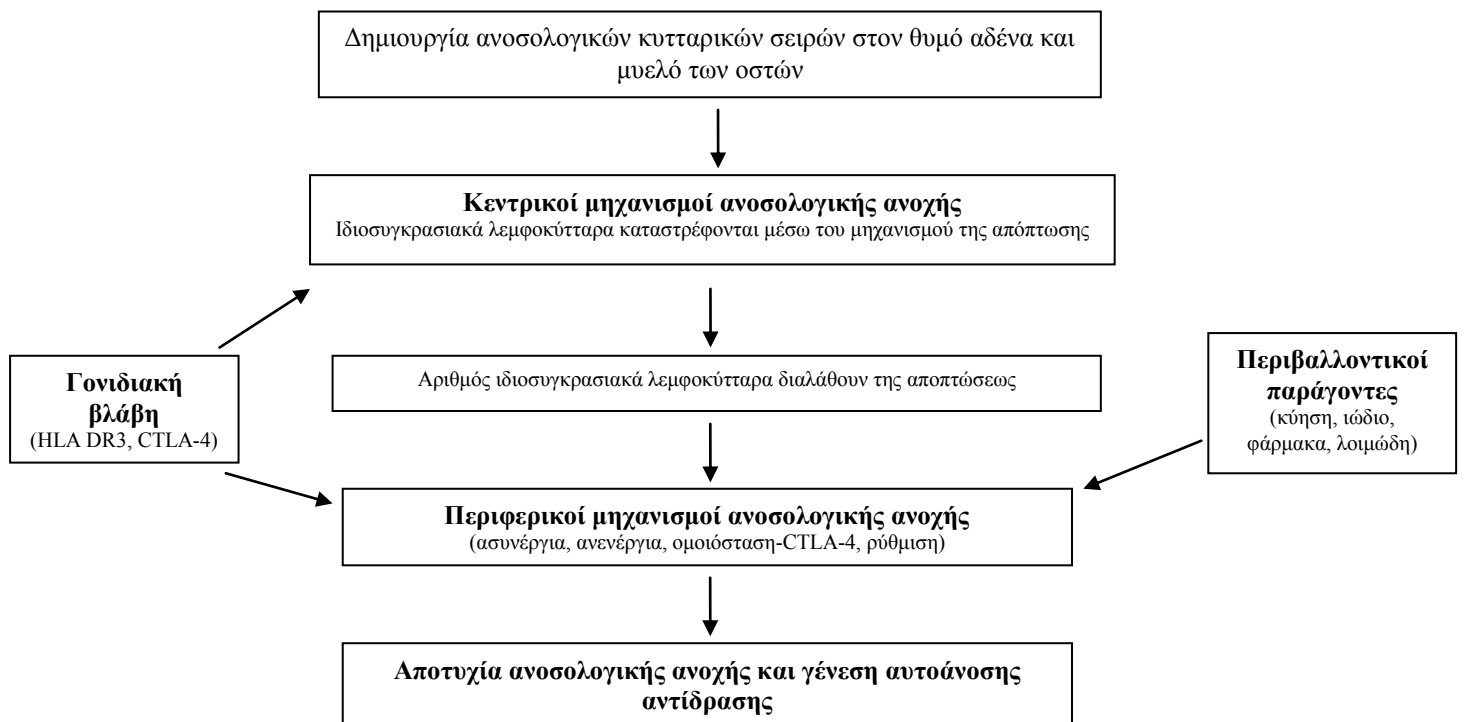 Δημιουργία ανοσολογικών κυτταρικών σειρών στον θυμό αδένα και
μυελό των οστών
Κεντρικοί μηχανισμοί ανοσολογικής ανοχής
Ιδιοσυγκρασιακά λεμφοκύτταρα καταστρέφονται μέσω του μηχανισμού της απόπτωσης
Γονιδιακή
βλάβη
(HLA DR3, CTLA-4)
Αριθμός ιδιοσυγκρασιακά λεμφοκύτταρα διαλάθουν της αποπτώσεως
Περιβαλλοντικοί
παράγοντες
(κύηση, ιώδιο,
φάρμακα, λοιμώδη)
Περιφερικοί μηχανισμοί ανοσολογικής ανοχής
(ασυνέργια, ανενέργια, ομοιόσταση-CTLA-4, ρύθμιση)
Αποτυχία ανοσολογικής ανοχής και γένεση αυτοάνοσης
αντίδρασης